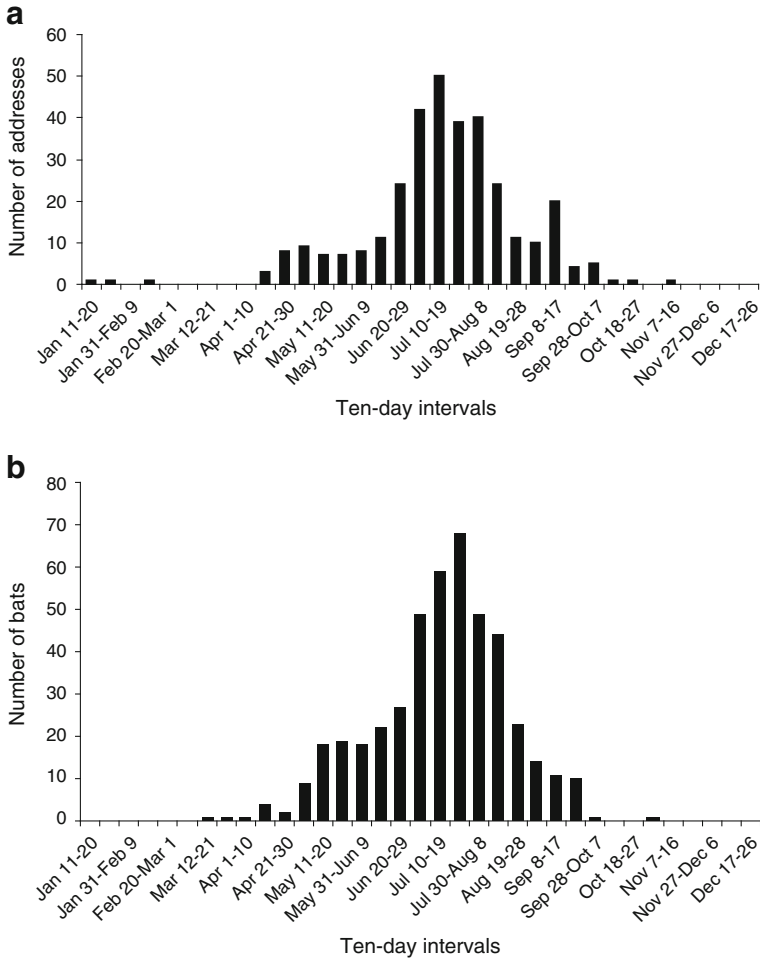 a
60
50
40
30
20
10
0
Number of addresses
Jan 11-20
Jan 31-Feb 9
Feb 20-Mar 1
Mar 12-21
Apr 1-10
Apr 21-30
May 11-20
May 31-Jun 9
Jun 20-29
Jul 10-19
Jul 30-Aug 8
Aug 19-28
Sep 8-17
Sep 28-Oct 7
Oct 18-27
Nov 7-16
Nov 27-Dec 6
Dec 17-26
Ten-day intervals
b
80
70
60
50
40
30
20
10
0
Number of bats
Jan 11-20
Jan 31-Feb 9
Feb 20-Mar 1
Mar 12-21
Apr 1-10
Apr 21-30
May 11-20
May 31-Jun 9
Jun 20-29
Jul 10-19
Jul 30-Aug 8
Aug 19-28
Sep 8-17
Sep 28-Oct 7
Oct 18-27
Nov 7-16
Nov 27-Dec 6
Dec 17-26
Ten-day intervals